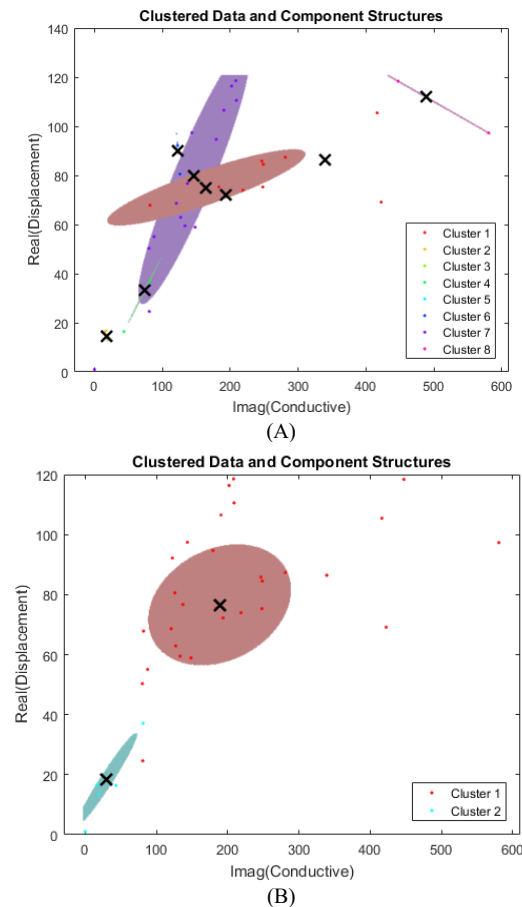 Clustered Data and Component Structures
140
120
100
80
60
40
20
0
Real(Displacement)
Cluster 1
Cluster 2
Cluster 3
Cluster 4
Cluster 5
Cluster 6
Cluster 7
Cluster 8
0 100 200 300 400 500 600
Imag(Conductive)
(A)
Clustered Data and Component Structures
120
100
80
60
40
20
0
Real(Displacement)
Cluster 1
Cluster 2
0 100 200 300 400 500 600
Imag(Conductive)
(B)